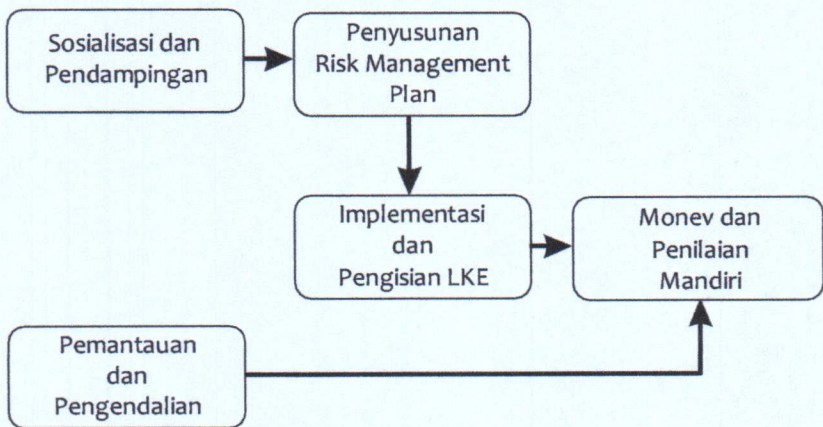 Sosialisasi dan
Pendampingan
Penyusunan
Risk Management
Plan
Implementasi
dan
Pengisian LKE
Monev dan
Penilaian
Mandiri
Pemantauan
dan
Pengendalian